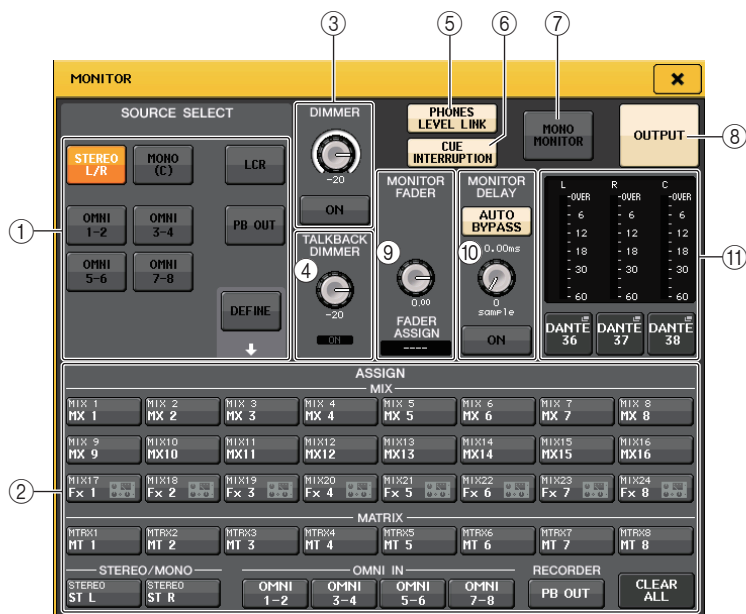 ③ ⑤ ⑥ ⑦
MONITOR
SOURCE SELECT
DIMMER
PHONES LEVEL LINK
CUE INTERRUPTION
MONO MONITOR
OUTPUT
⑧
STEREO L/R
MONO (C)
LCR
-20
ON
①
OMNI 1-2
OMNI 3-4
PB OUT
OMNI 5-6
OMNI 7-8
DEFINE
TALKBACK DIMMER
④
-20
ON
MONITOR FADER
⑨
0.00
FADER ASSIGN
----
MONITOR DELAY
AUTO BYPASS
0.00ms
⑩
0
sample
ON
L R C
-OVER -OVER -OVER
- 6 - 6 - 6
- 12 - 12 - 12
- 18 - 18 - 18
- 30 - 30 - 30
- 60 - 60 - 60
⑪
DANTE 36
DANTE 37
DANTE 38
ASSIGN
MIX
MIX 1 MIX 2 MIX 3 MIX 4 MIX 5 MIX 6 MIX 7 MIX 8
MX 1 MX 2 MX 3 MX 4 MX 5 MX 6 MX 7 MX 8
MIX 9 MIX10 MIX11 MIX12 MIX13 MIX14 MIX15 MIX16
MX 9 MX10 MX11 MX12 MX13 MX14 MX15 MX16
②
MIX17 MIX18 MIX19 MIX20 MIX21 MIX22 MIX23 MIX24
Fx 1 Fx 2 Fx 3 Fx 4 Fx 5 Fx 6 Fx 7 Fx 8
MATRIX
MTRX1 MTRX2 MTRX3 MTRX4 MTRX5 MTRX6 MTRX7 MTRX8
MT 1 MT 2 MT 3 MT 4 MT 5 MT 6 MT 7 MT 8
STEREO/MONO
OMNI IN
RECORDER
STEREO STEREO
ST L ST R
OMNI 1-2
OMNI 3-4
OMNI 5-6
OMNI 7-8
PB OUT
CLEAR ALL